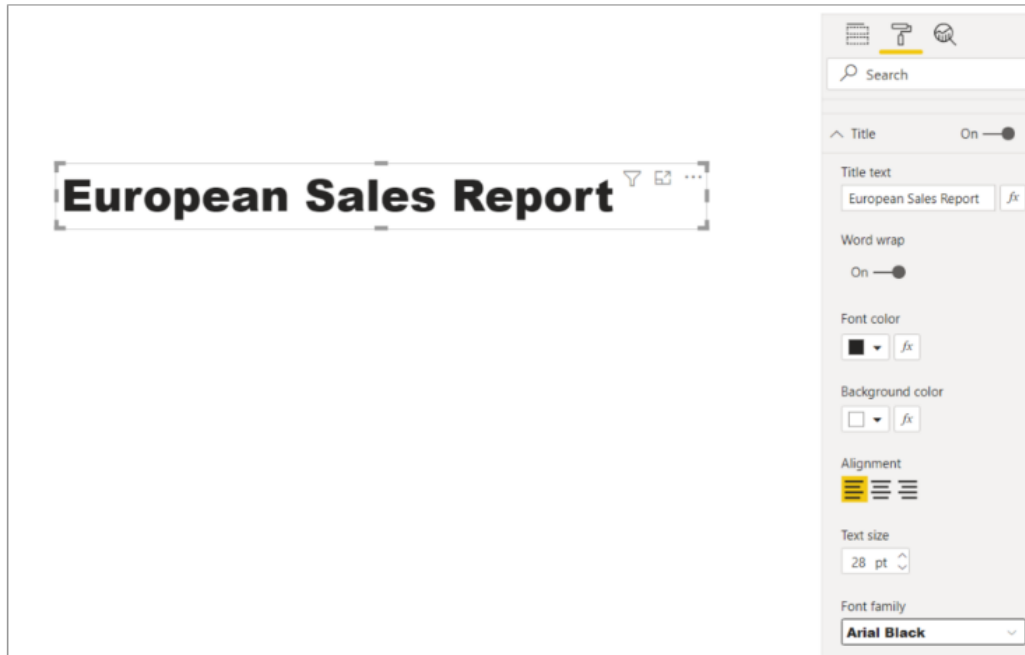 Search
Title On
European Sales Report
Title text
European Sales Report fx
Word wrap
On
Font color
fx
Background color
fx
Alignment
Text size
28 pt
Font family
Arial Black